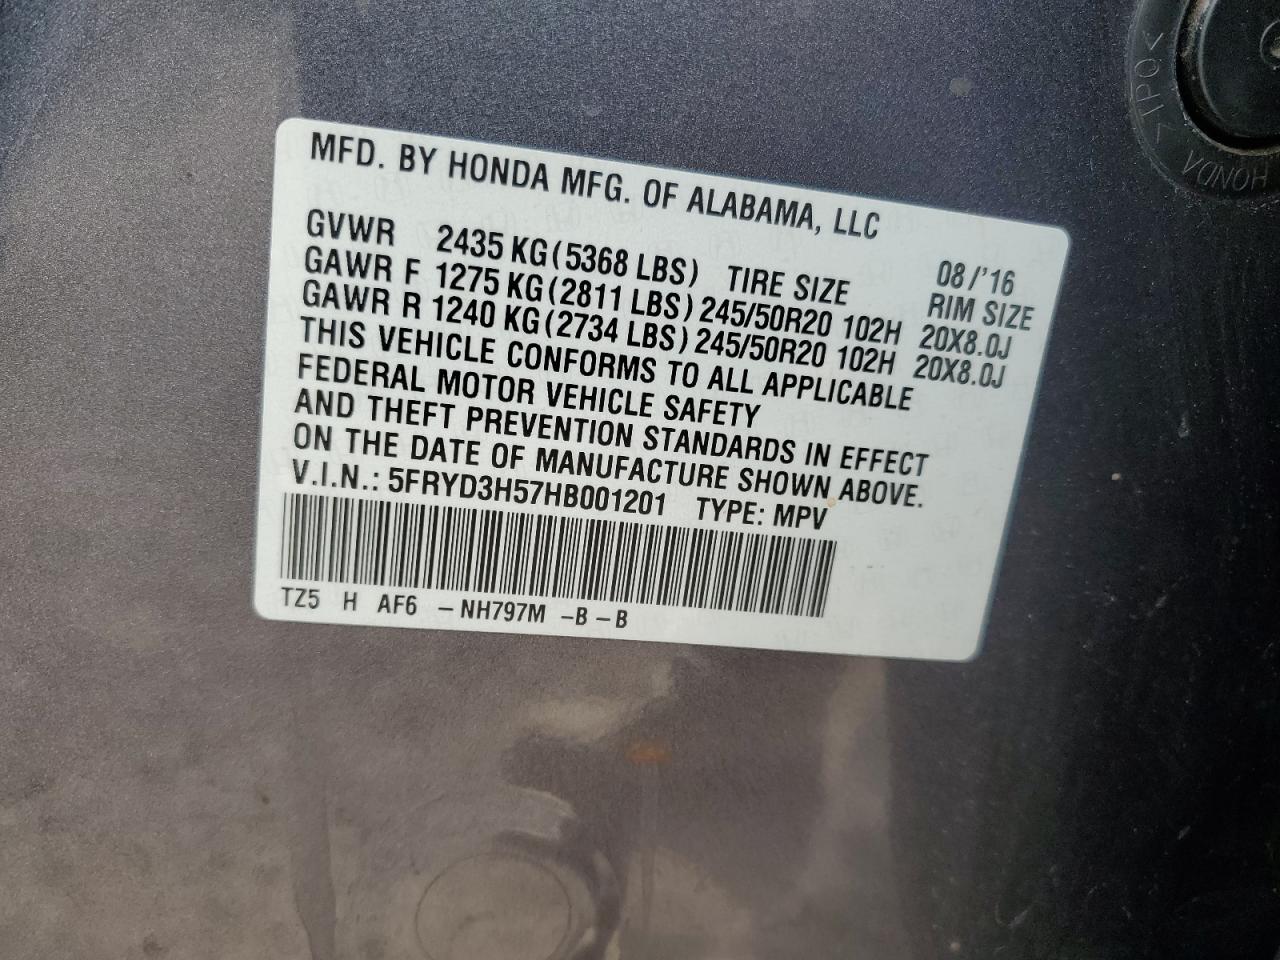 MFD. BY HONDA MFG. OF ALABAMA, LLC
GVWR 2435 KG (5368 LBS) TIRE SIZE 08/'16 RIM SIZE
GAWR F 1275 KG (2811 LBS) 245/50R20 102H 20X8.0J
GAWR R 1240 KG (2734 LBS) 245/50R20 102H 20X8.0J
THIS VEHICLE CONFORMS TO ALL APPLICABLE
FEDERAL MOTOR VEHICLE SAFETY
AND THEFT PREVENTION STANDARDS IN EFFECT
ON THE DATE OF MANUFACTURE SHOWN ABOVE.
V.I.N.: 5FRYD3H57HB001201 TYPE: MPV
TZ5 H AF6 -NH797M -B -B
HONDA